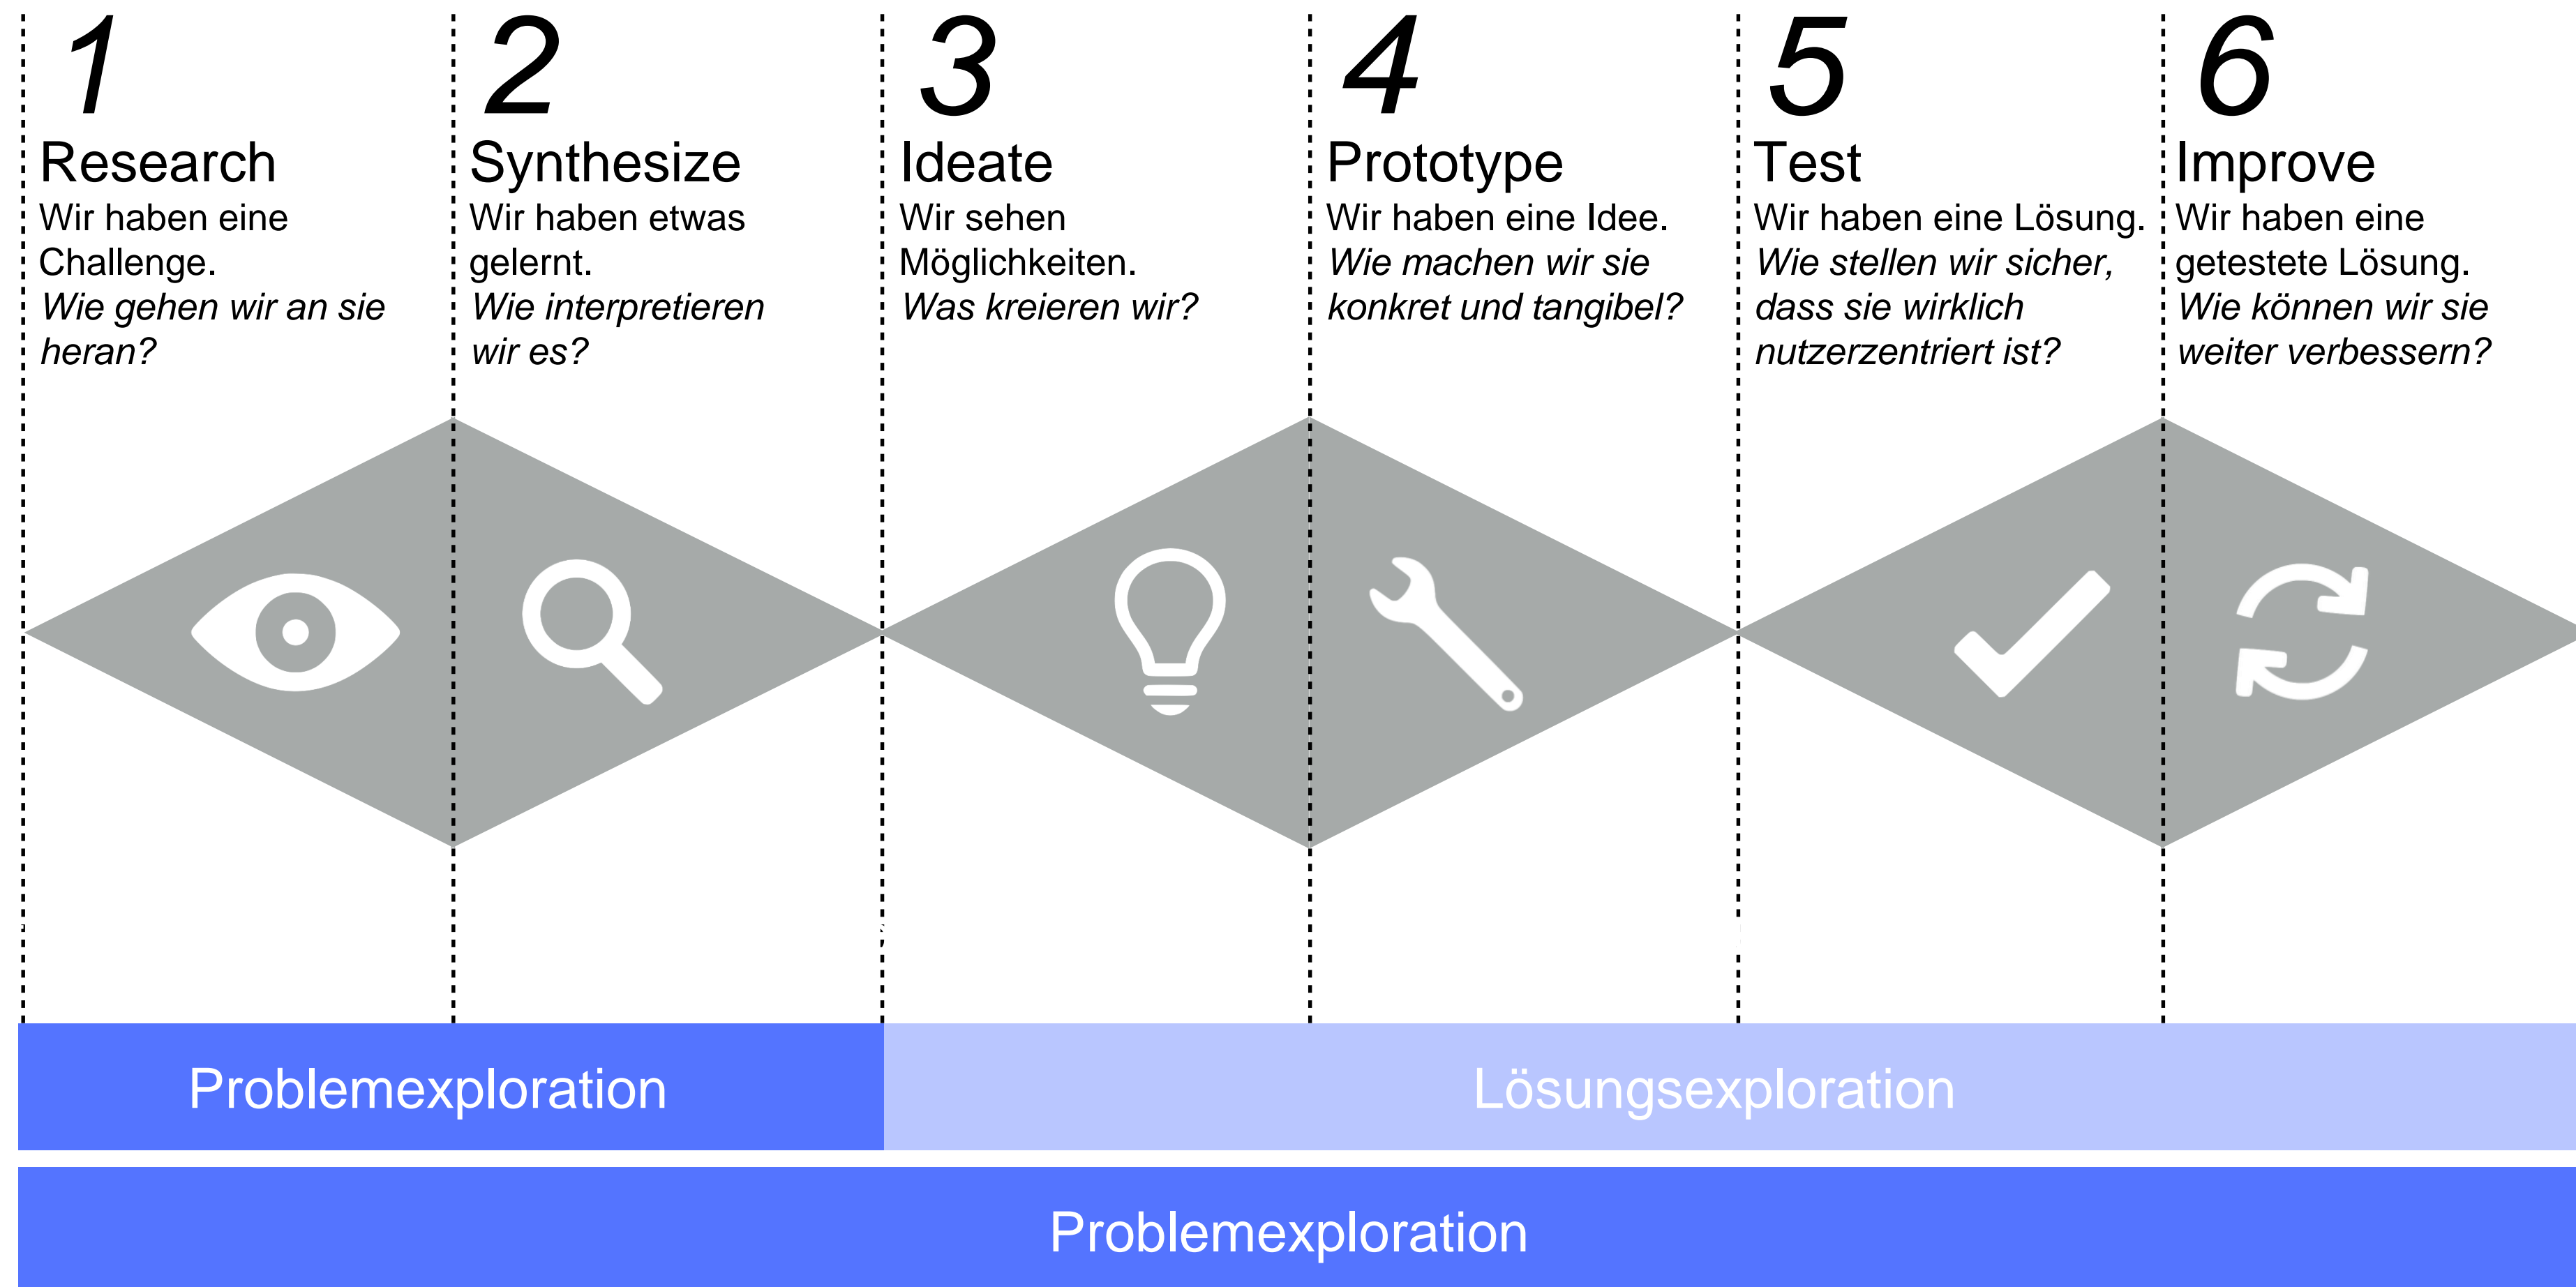 1
Research
Wir haben eine
Challenge.
Wie gehen wir an sie
heran?
2
Synthesize
Wir haben etwas
gelernt.
Wie interpretieren
wir es?
3
Ideate
Wir sehen
Möglichkeiten.
Was kreieren wir?
4
Prototype
Wir haben eine Idee.
Wie machen wir sie
konkret und tangibel?
5
Test
Wir haben eine Lösung.
Wie stellen wir sicher,
dass sie wirklich
nutzerzentriert ist?
6
Improve
Wir haben eine
getestete Lösung.
Wie können wir sie
weiter verbessern?
Problemexploration
Lösungsexploration
Problemexploration